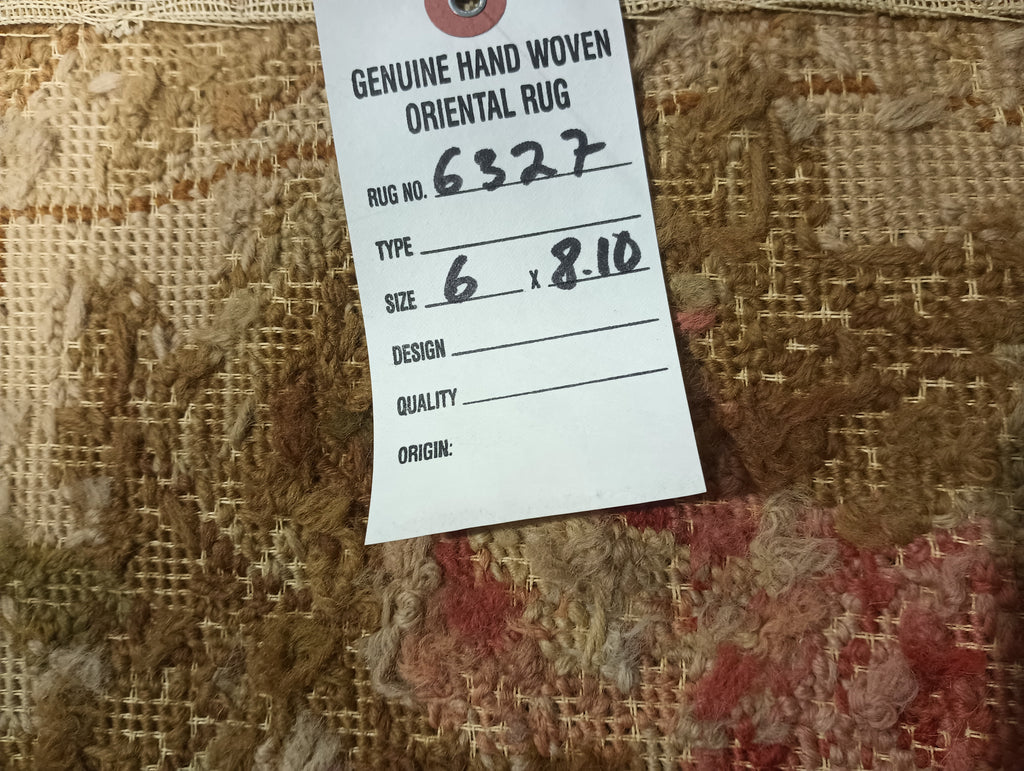 GENUINE HAND WOVEN
ORIENTAL RUG
RUG NO. 6327
TYPE
SIZE 6 X 8.10
DESIGN
QUALITY
ORIGIN: